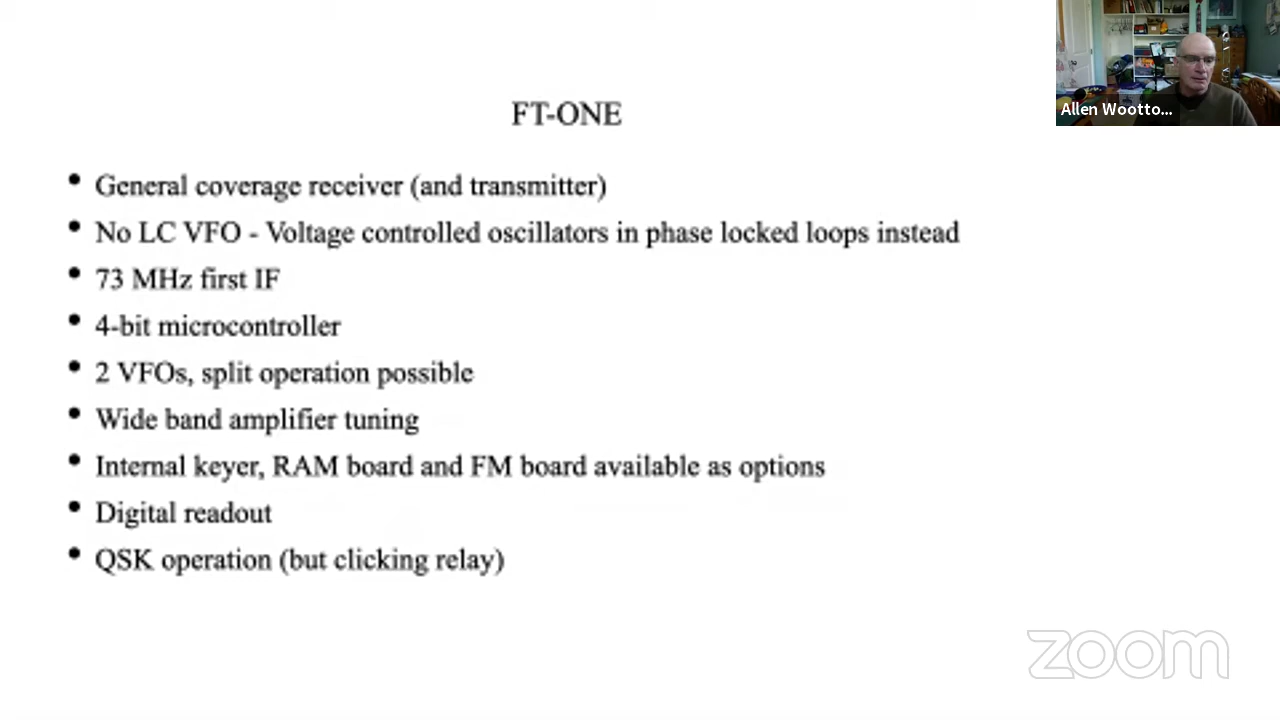 Allen Wootto...
FT-ONE
• General coverage receiver (and transmitter)
• No LC VFO - Voltage controlled oscillators in phase locked loops instead
• 73 MHz first IF
• 4-bit microcontroller
• 2 VFOs, split operation possible
• Wide band amplifier tuning
• Internal keyer, RAM board and FM board available as options
• Digital readout
• QSK operation (but clicking relay)
zoom